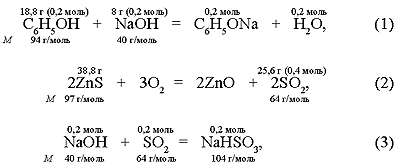 18,8 г (0,2 моль) 8 г (0,2 моль) 0,2 моль 0,2 моль
C₆H₅OH + NaOH = C₆H₅ONa + H₂O, (1)
M 94 г/моль 40 г/моль
38,8 г 25,6 г (0,4 моль)
2ZnS + 3O₂ = 2ZnO + 2SO₂, (2)
M 97 г/моль 64 г/моль
0,2 моль 0,2 моль 0,2 моль
NaOH + SO₂ = NaHSO₃, (3)
M 40 г/моль 64 г/моль 104 г/моль